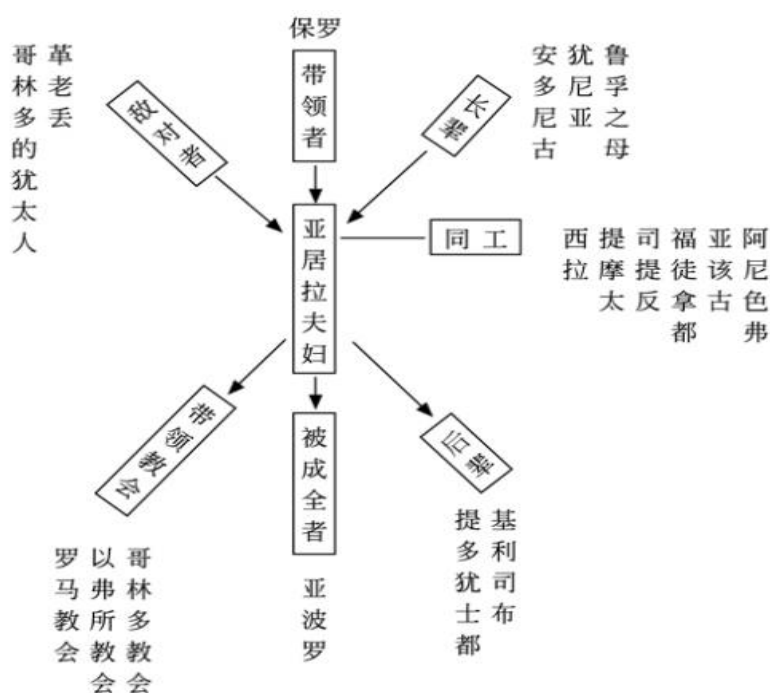 保罗
带领者
敌对者
革老丢
哥林多的犹太人
长辈
鲁孚之母
犹尼亚
安多尼古
亚居拉夫妇
同工
阿尼色弗
亚该古
福徒拿都
司提反
提摩太
西拉
带领教会
哥林多教会
以弗所教会
罗马教会
被成全者
亚波罗
后辈
基利司布
提多犹士都